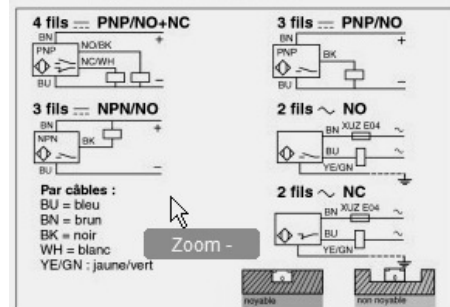 4 fils ⎓ PNP/NO+NC
BN
+
PNP
NO/BK
NC/WH
BU
−
3 fils ⎓ PNP/NO
BN
+
PNP
BK
BU
−
3 fils ⎓ NPN/NO
BN
+
NPN
BK
BU
−
2 fils ~ NO
BN XUZ E04 ~
BU ~
YE/GN
2 fils ~ NC
BN XUZ E04 ~
BU ~
YE/GN
Par câbles :
BU = bleu
BN = brun
BK = noir
WH = blanc
YE/GN : jaune/vert
Zoom -
noyable
non noyable